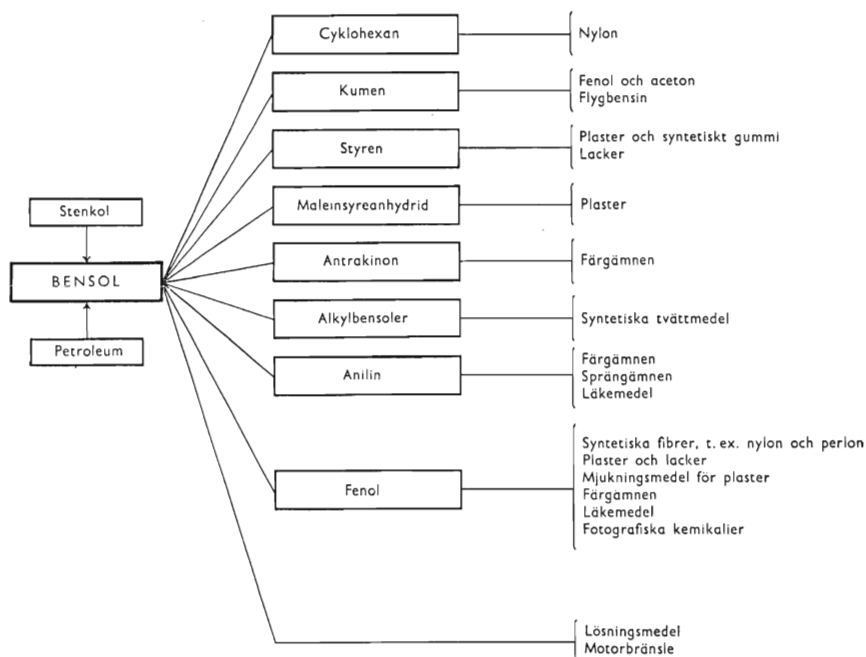 Cyklohexan
Nylon
Kumen
Fenol och aceton
Flygbensin
Styren
Plaster och syntetiskt gummi
Lacker
Stenkol
Maleinsyreanhydrid
Plaster
BENSOL
Antrakinon
Färgämnen
Petroleum
Alkylbensoler
Syntetiska tvättmedel
Anilin
Färgämnen
Sprängämnen
Läkemedel
Fenol
Syntetiska fibrer, t. ex. nylon och perlon
Plaster och lacker
Mjukningsmedel för plaster
Färgämnen
Läkemedel
Fotografiska kemikalier
Lösningsmedel
Motorbränsle